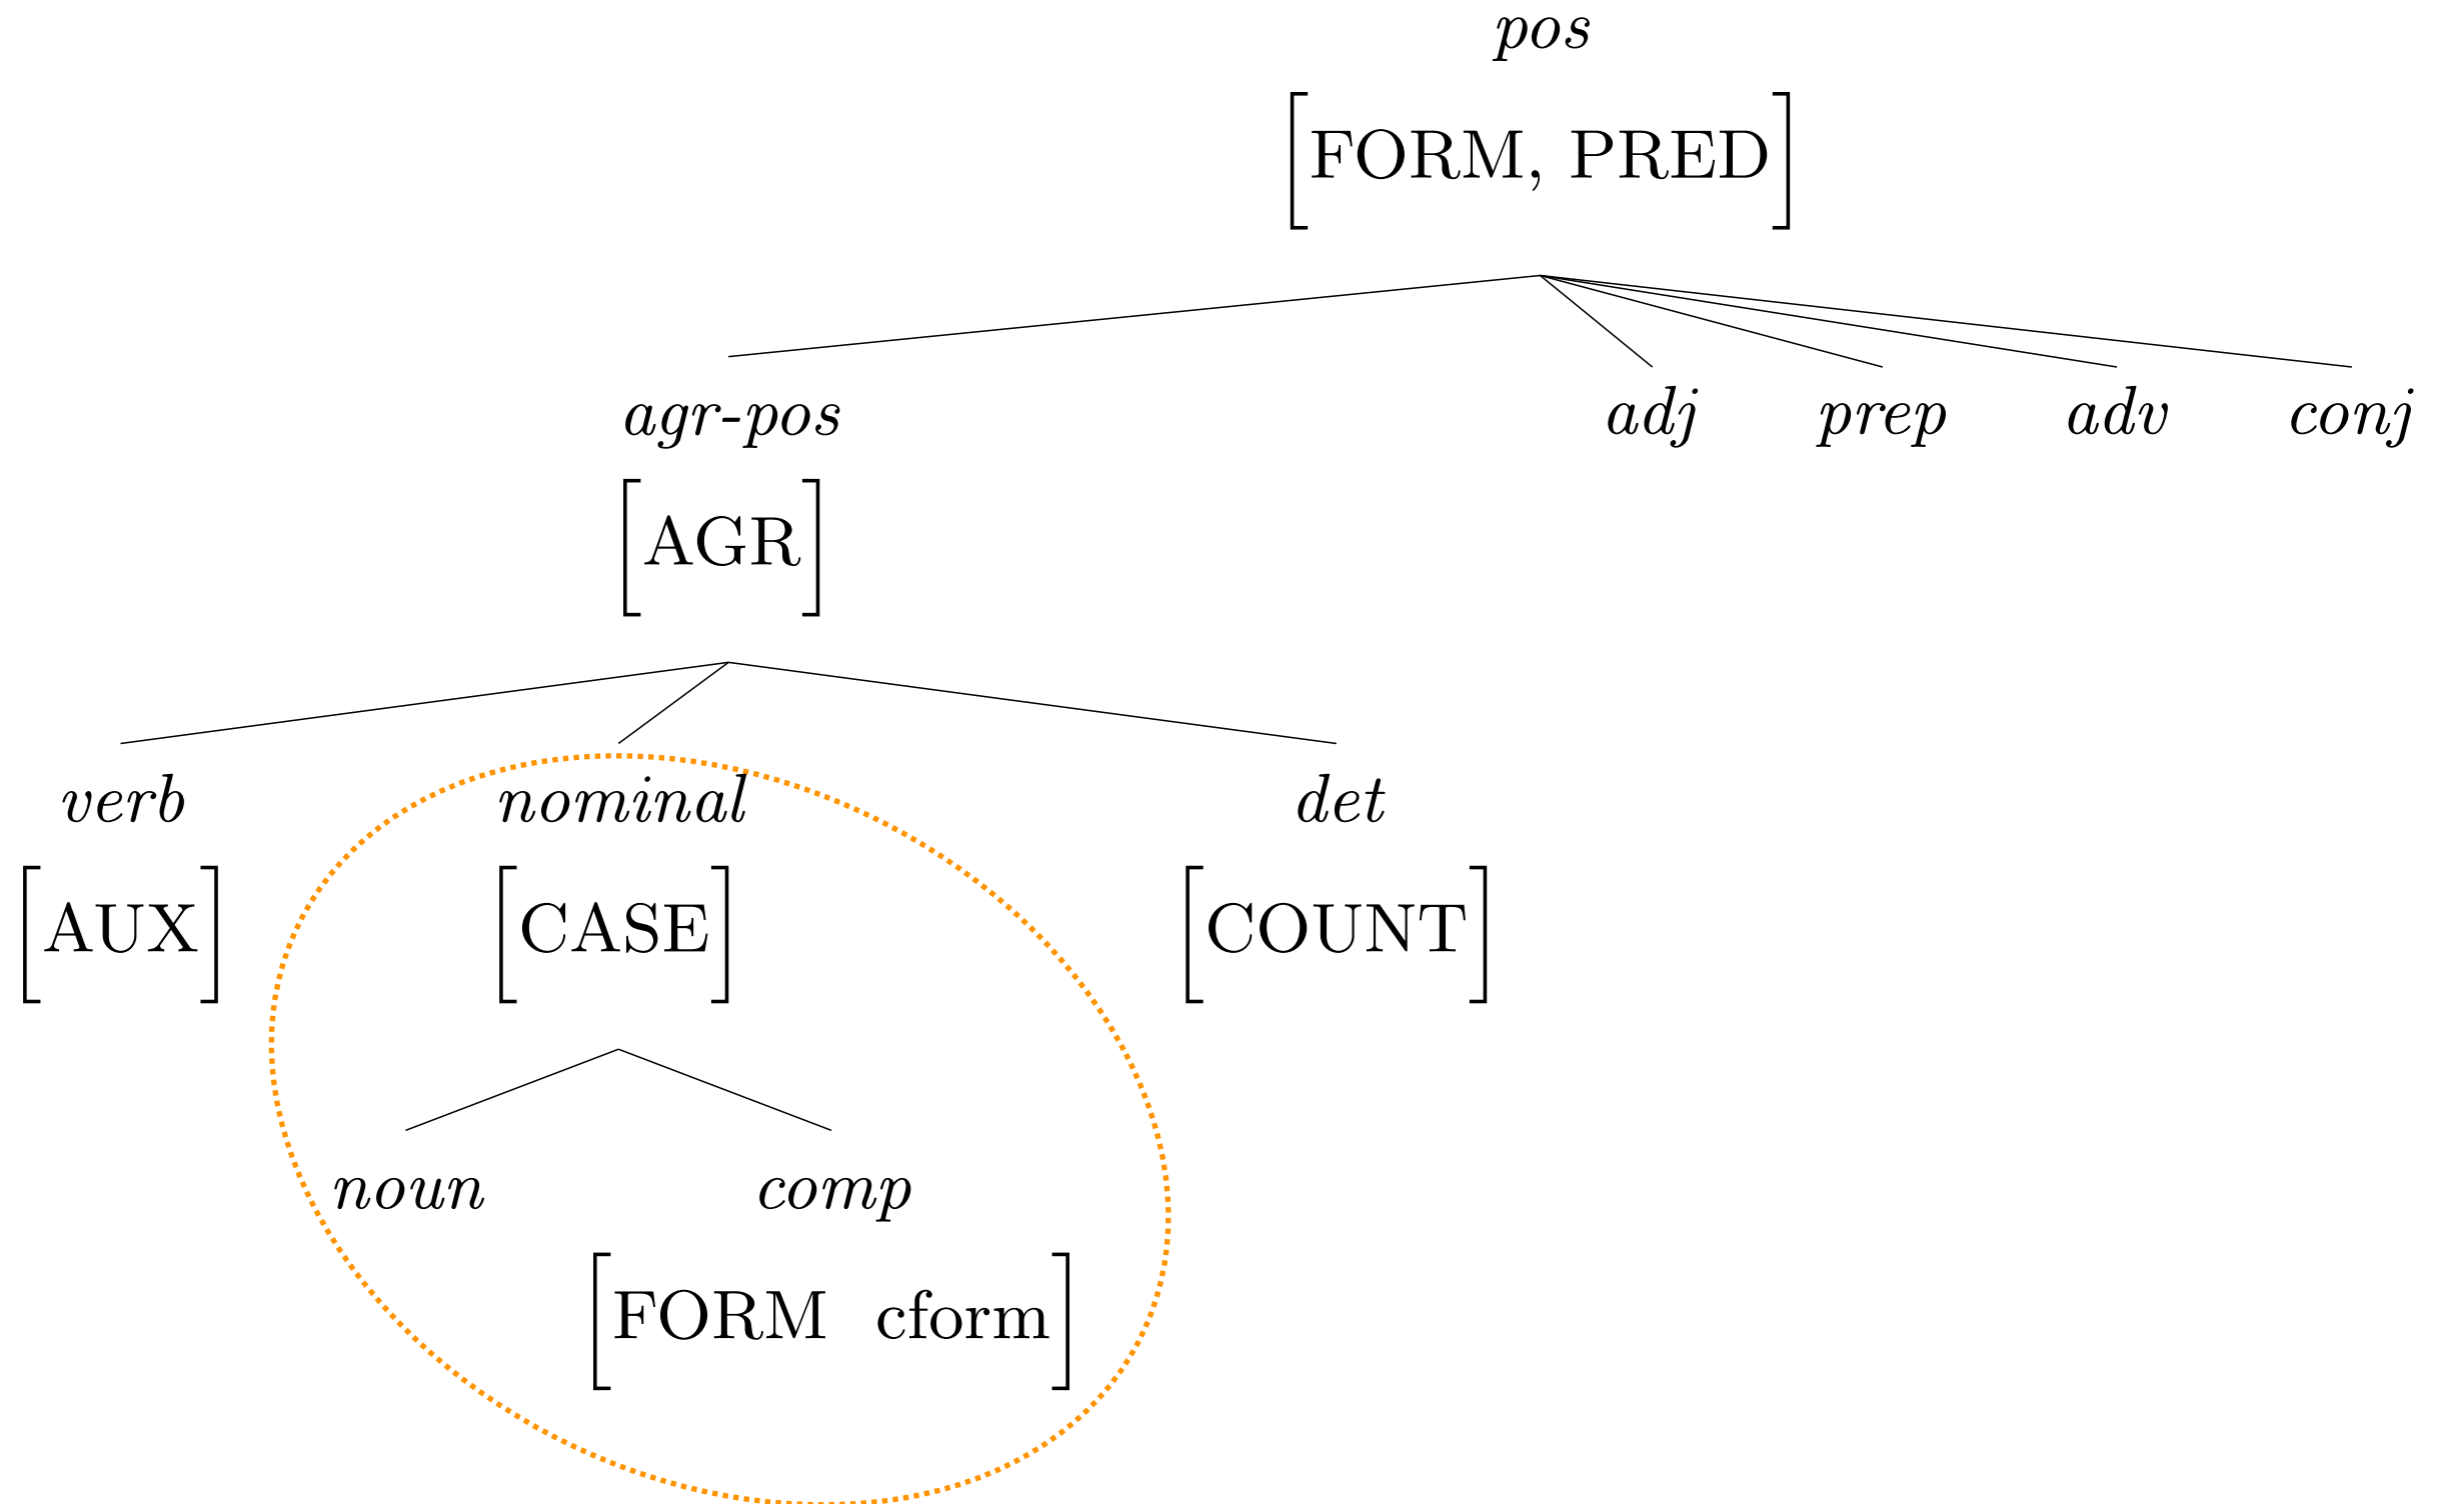 pos
[FORM, PRED]
agr-pos adj prep adv conj
[AGR]
verb nominal det
[AUX] [CASE] [COUNT]
noun comp
[FORM cform]